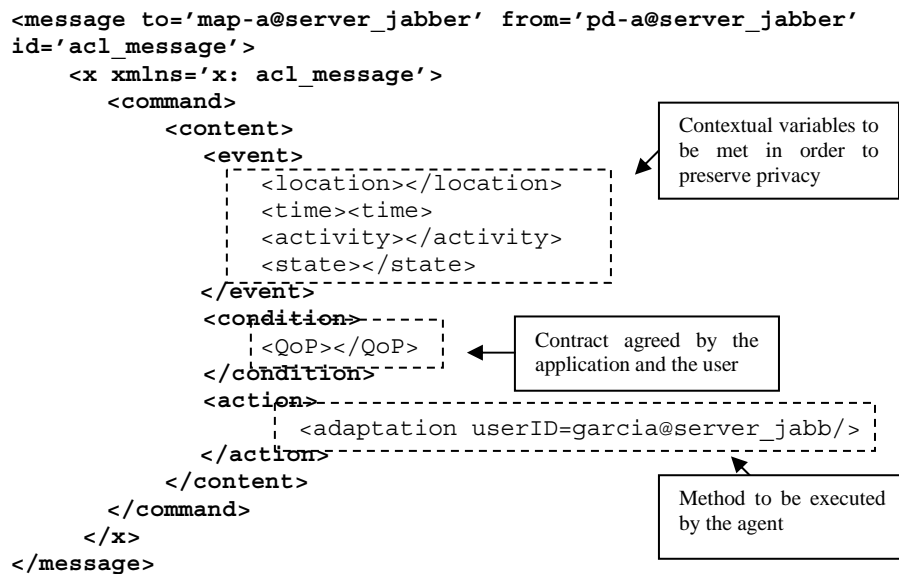 <message to='map-a@server_jabber' from='pd-a@server_jabber'
id='acl_message'>
<x xmlns='x: acl_message'>
<command>
<content>
<event>
<location></location>
<time><time>
<activity></activity>
<state></state>
</event>
<condition>
<QoP></QoP>
</condition>
<action>
<adaptation userID=garcia@server_jabb/>
</action>
</content>
</command>
</x>
</message>
Contextual variables to
be met in order to
preserve privacy
Contract agreed by the
application and the user
Method to be executed
by the agent